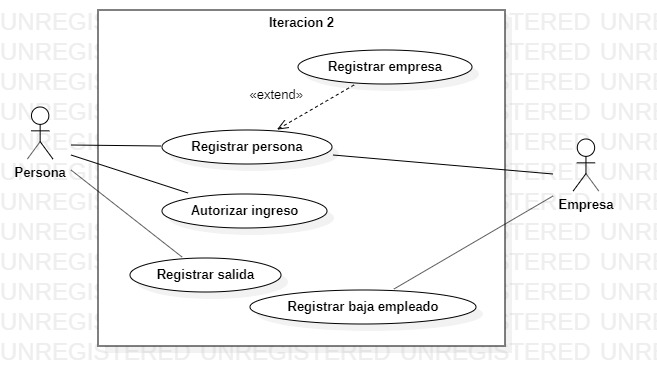 Iteracion 2
Registrar empresa
«extend»
Registrar persona
Persona
Autorizar ingreso
Empresa
Registrar salida
Registrar baja empleado
UNREGISTERED UNREGISTERED UNREGISTERED UNRE